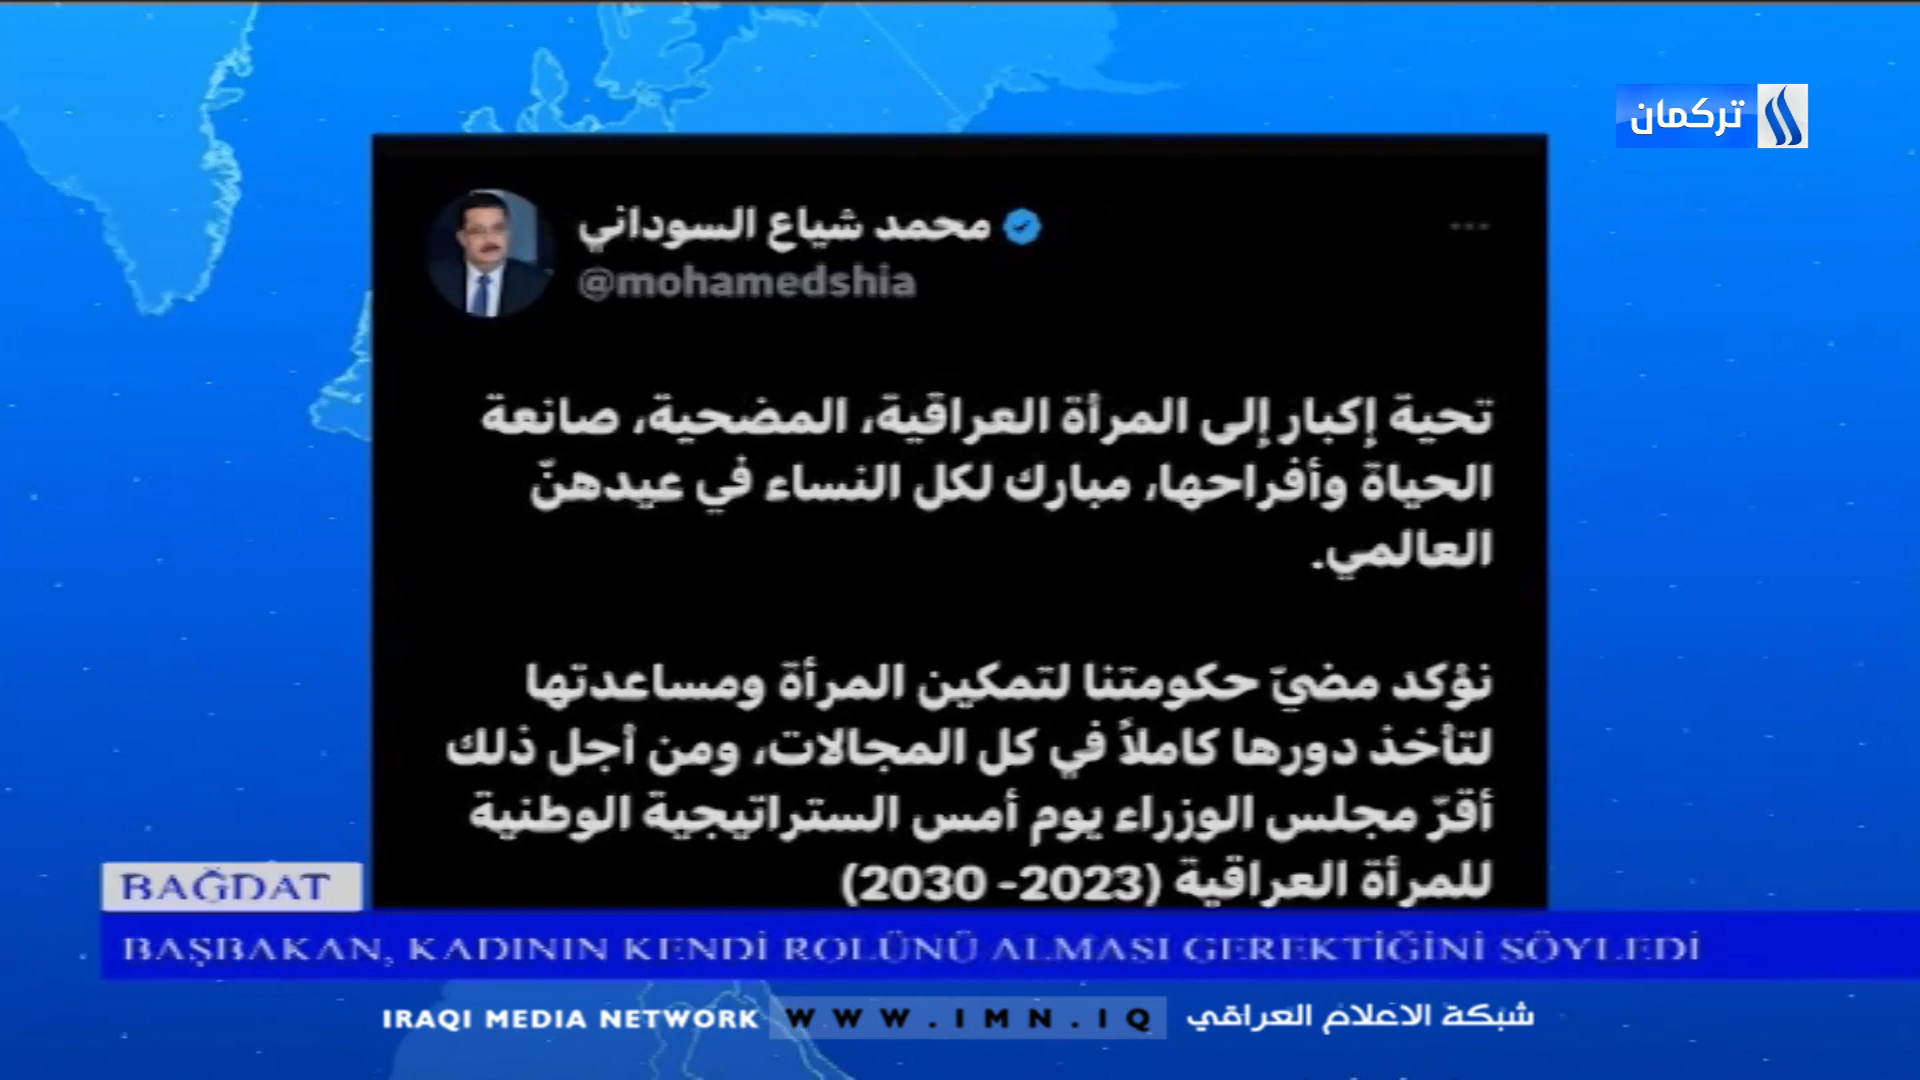 تركمان
محمد شياع السوداني
@mohamedshia
تحية إكبار إلى المرأة العراقية، المضحية، صانعة
الحياة وأفراحها، مبارك لكل النساء في عيدهنّ
العالمي.
نؤكد مضيّ حكومتنا لتمكين المرأة ومساعدتها
لتأخذ دورها كاملاً في كل المجالات، ومن أجل ذلك
أقرّ مجلس الوزراء يوم أمس الستراتيجية الوطنية
للمرأة العراقية (2023- 2030)
BAĞDAT
BAŞBAKAN, KADININ KENDİ ROLÜNÜ ALMASI GEREKTİĞİNİ SÖYLEDİ
IRAQI MEDIA NETWORK WWW.IMN.IQ شبكة الاعلام العراقي